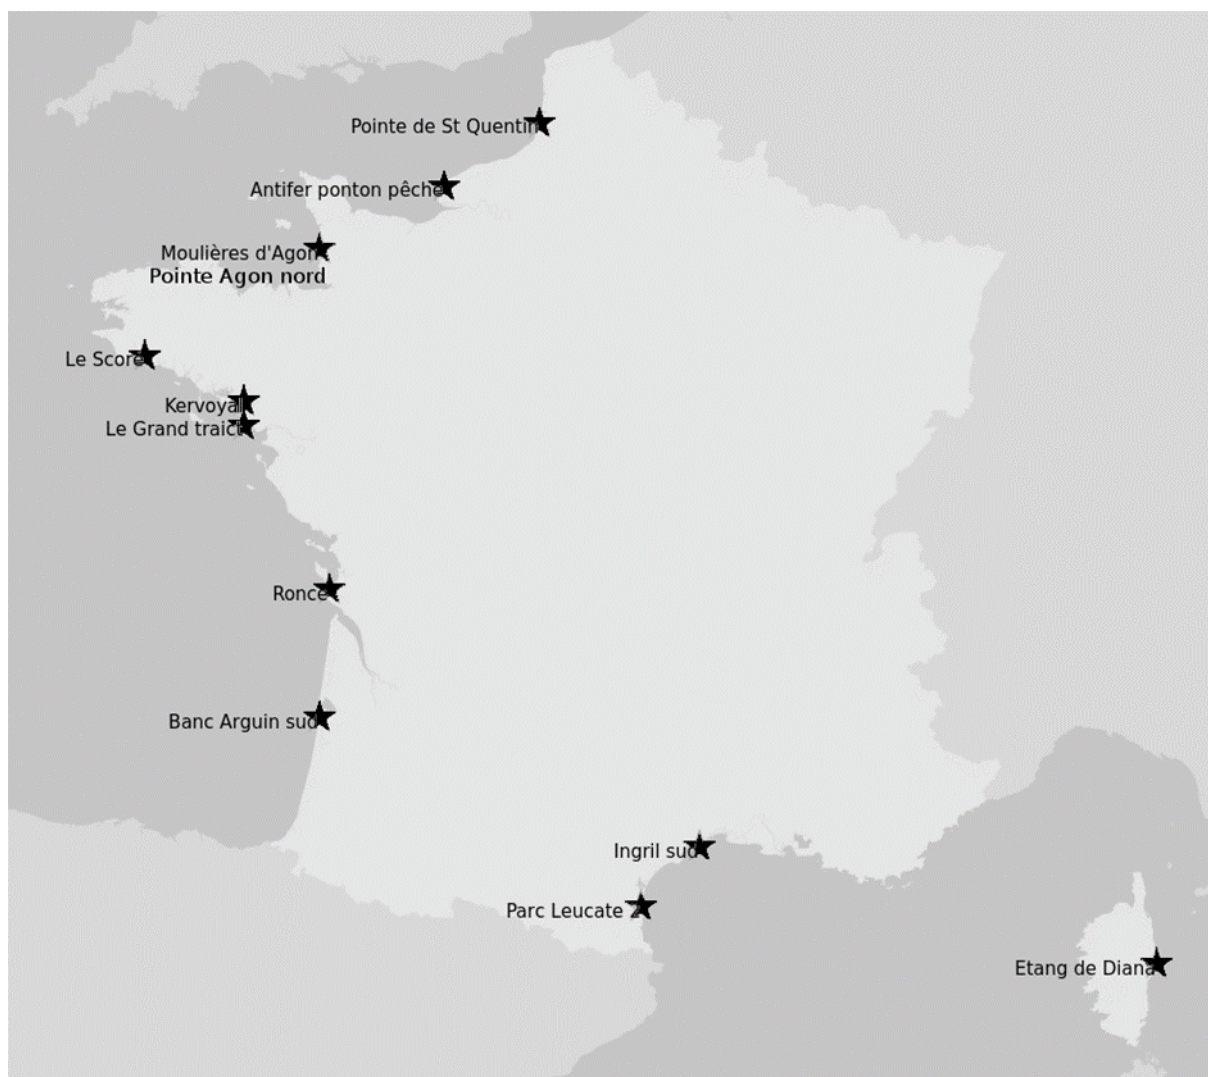 Pointe de St Quentin
Antifer ponton pêche
Moulières d'Agon
Pointe Agon nord
Le Scoré
Kervoyal
Le Grand traict
Ronce
Banc Arguin sud
Ingril sud
Parc Leucate 2
Etang de Diana